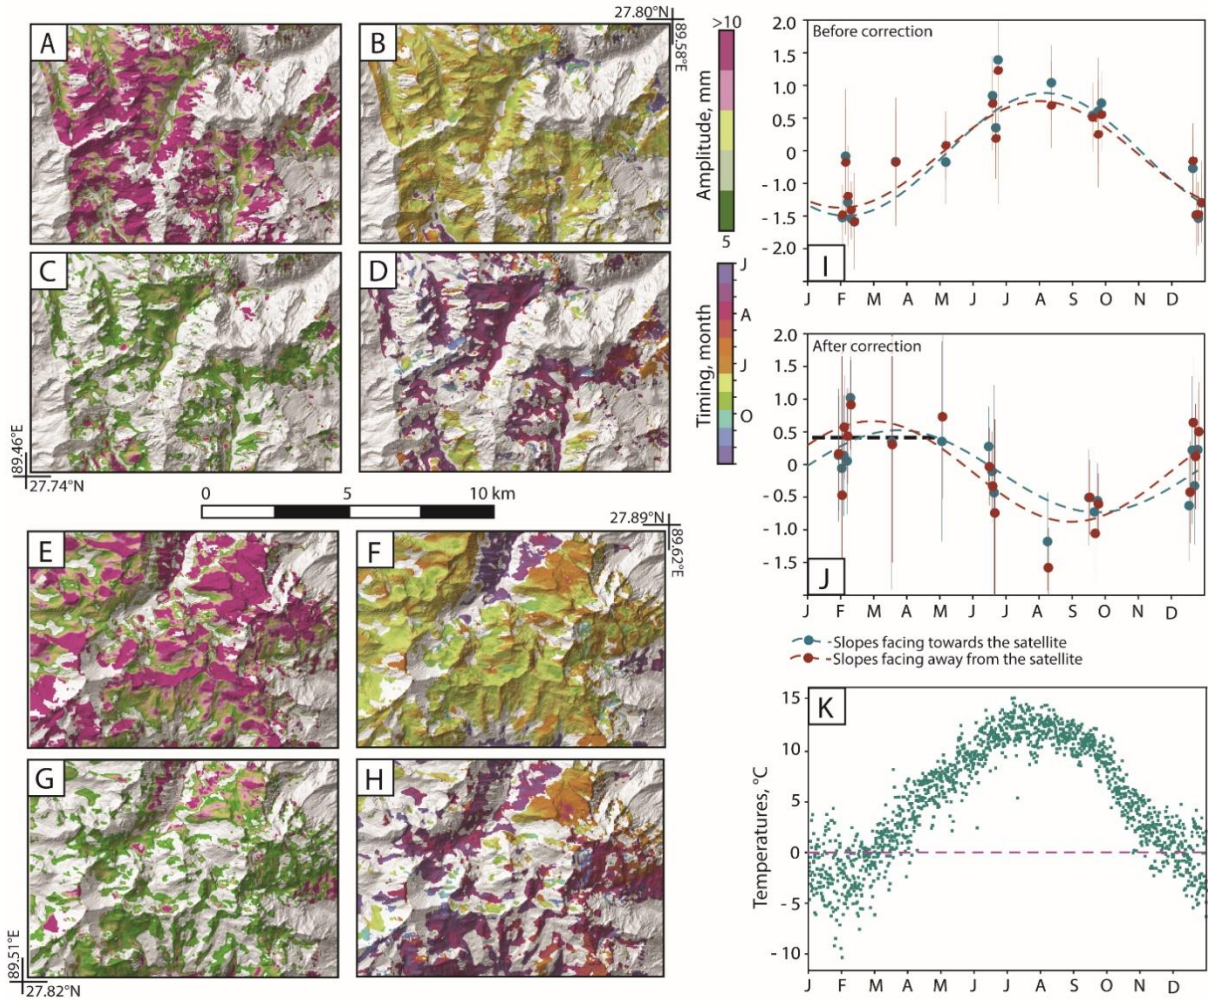 A
B
27.80°N
89.58°E
C
D
89.46°E
27.74°N
>10
Amplitude, mm
5
J
A
J
O
Timing, month
0 5 10 km
27.89°N
89.62°E
E
F
G
H
89.51°E
27.82°N
Before correction
2.0
1.5
1.0
0.5
0
-0.5
-1.0
-1.5
-2.0
I
J F M A M J J A S O N D
After correction
2.0
1.5
1.0
0.5
0
-0.5
-1.0
-1.5
J
J F M A M J J A S O N D
Slopes facing towards the satellite
Slopes facing away from the satellite
K
15
10
5
0
-5
-10
Temperatures, °C
J F M A M J J A S O N D